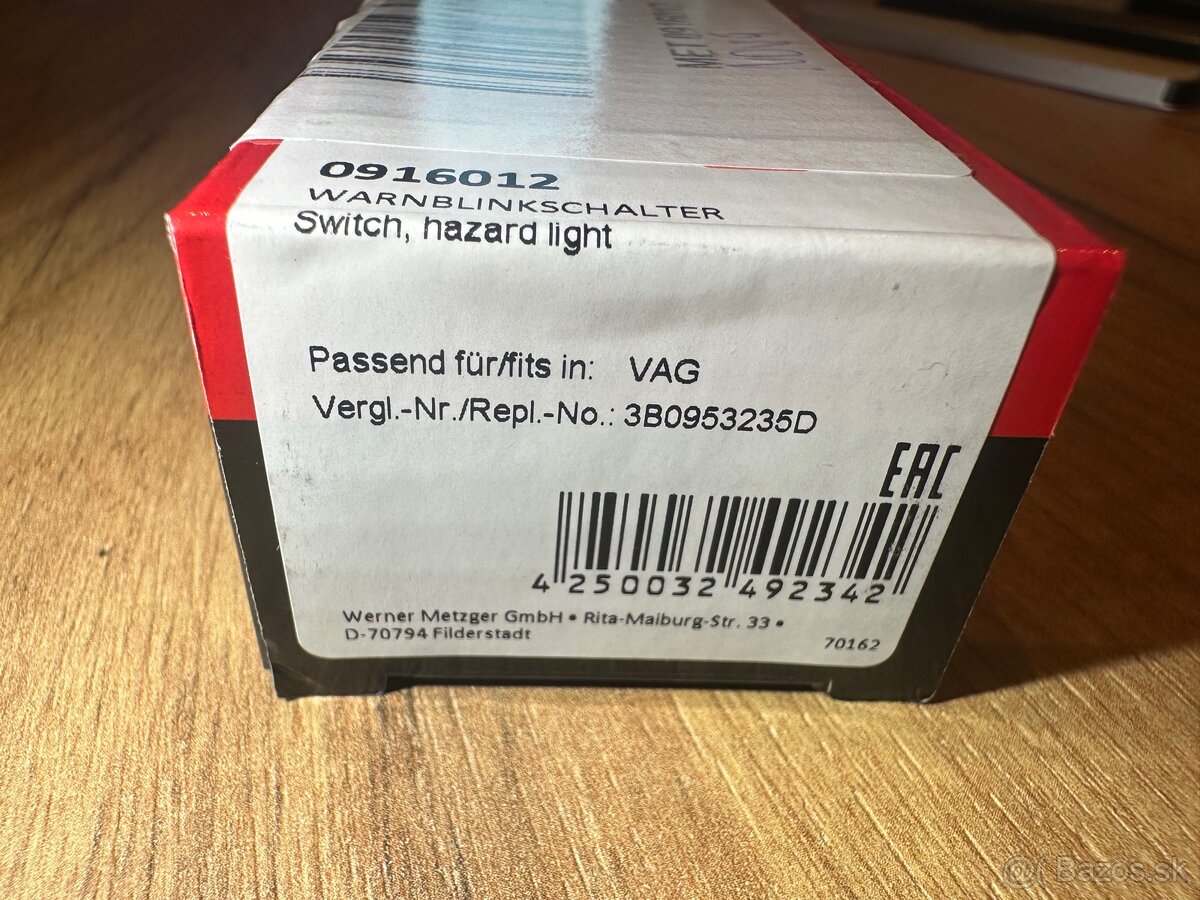 0916012
WARNBLINKSCHALTER
Switch, hazard light
Passend für/fits in: VAG
Vergl.-Nr./Repl.-No.: 3B0953235D
EAC
4 250032 492342
Werner Metzger GmbH • Rita-Maiburg-Str. 33 •
D-70794 Filderstadt
70162
Bazos.sk